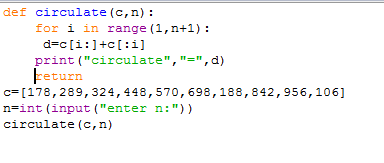 def circulate(c,n):
    for i in range(1,n+1):
     d=c[i:]+c[:i]
    print("circulate","=",d)
    return
c=[178,289,324,448,570,698,188,842,956,106]
n=int(input("enter n:"))
circulate(c,n)